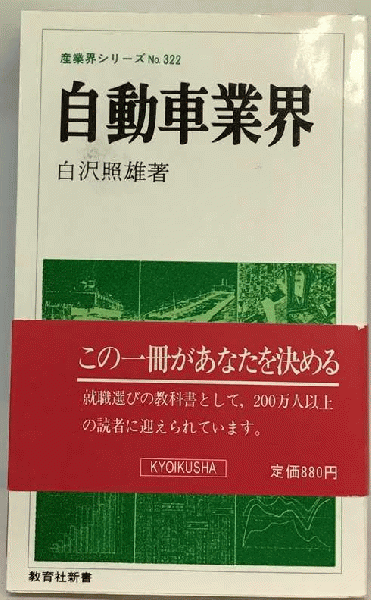 産業界シリーズ No.322
自動車業界
白沢照雄著
この一冊があなたを決める
就職選びの教科書として、200万人以上
の読者に迎えられています。
KYOIKUSHA
定価880円
教育社新書